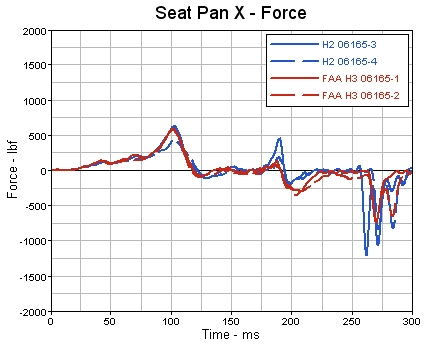 Seat Pan X - Force
2000
1500
1000
500
0
-500
-1000
-1500
-2000
Force - lbf
H2 06165-3
H2 06165-4
FAA H3 06165-1
FAA H3 06165-2
0 50 100 150 200 250 300
Time - ms